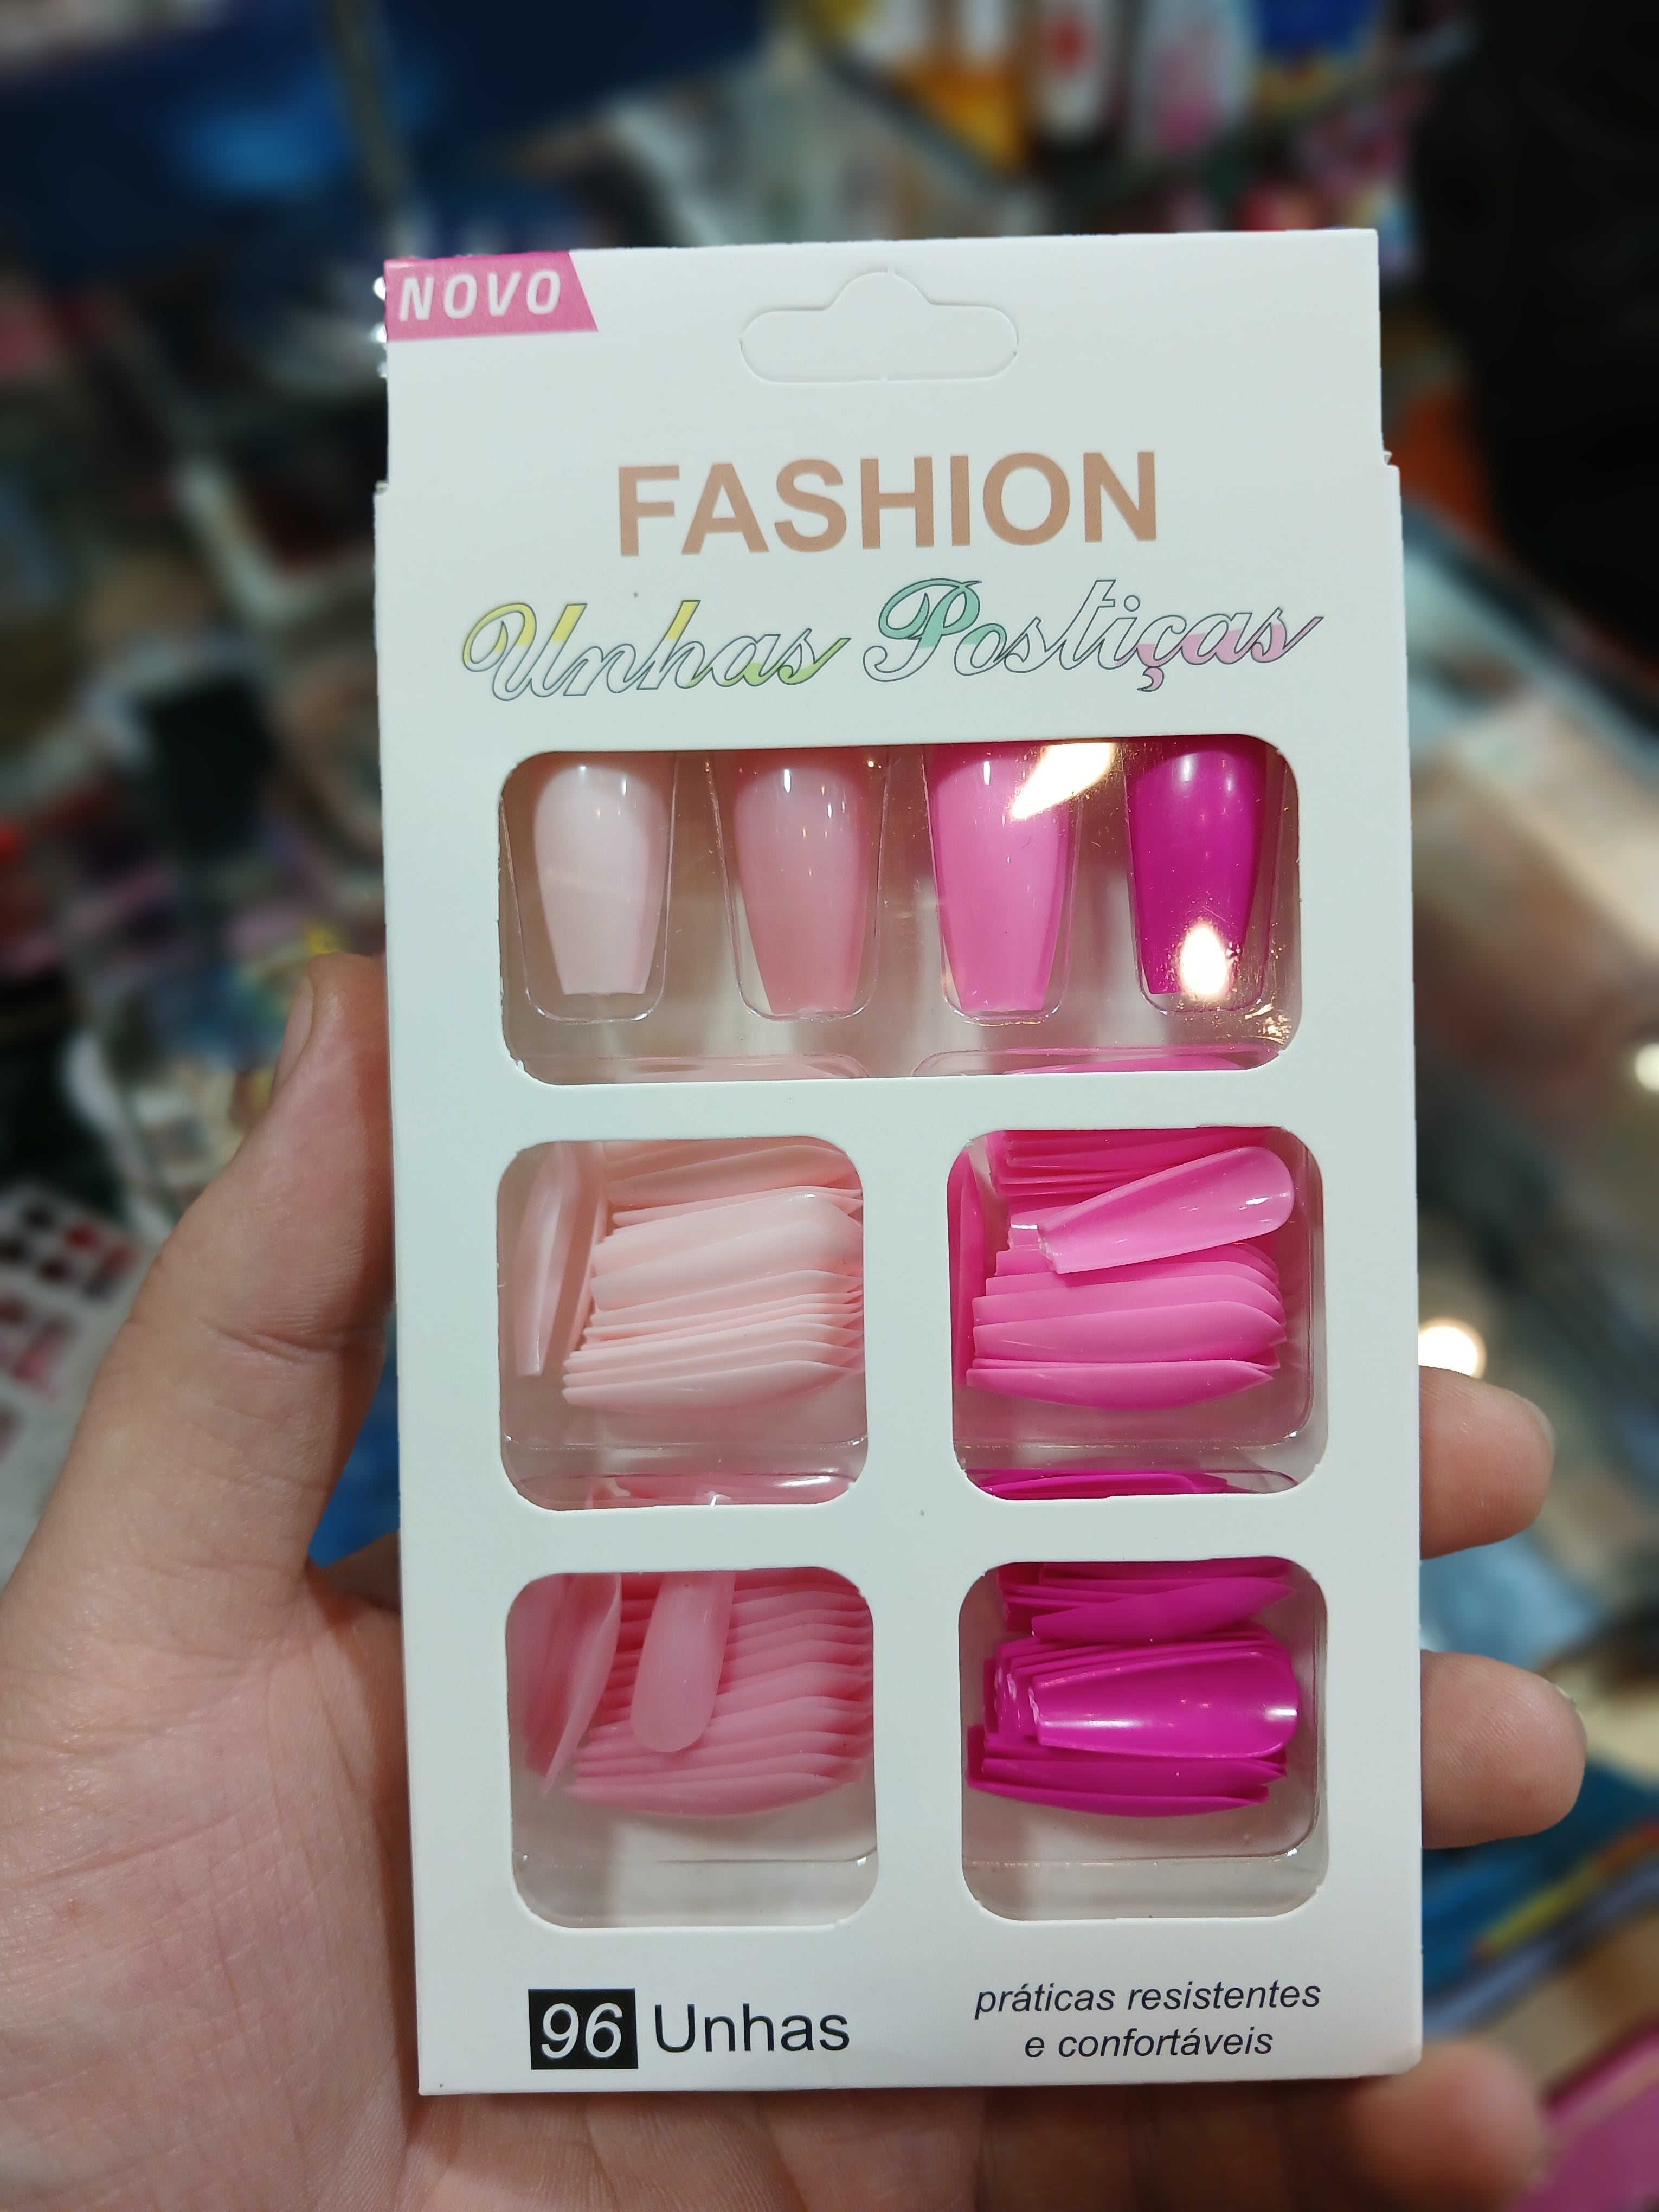 NOVO
FASHION
Unhas Postiças
96 Unhas
práticas resistentes
e confortáveis